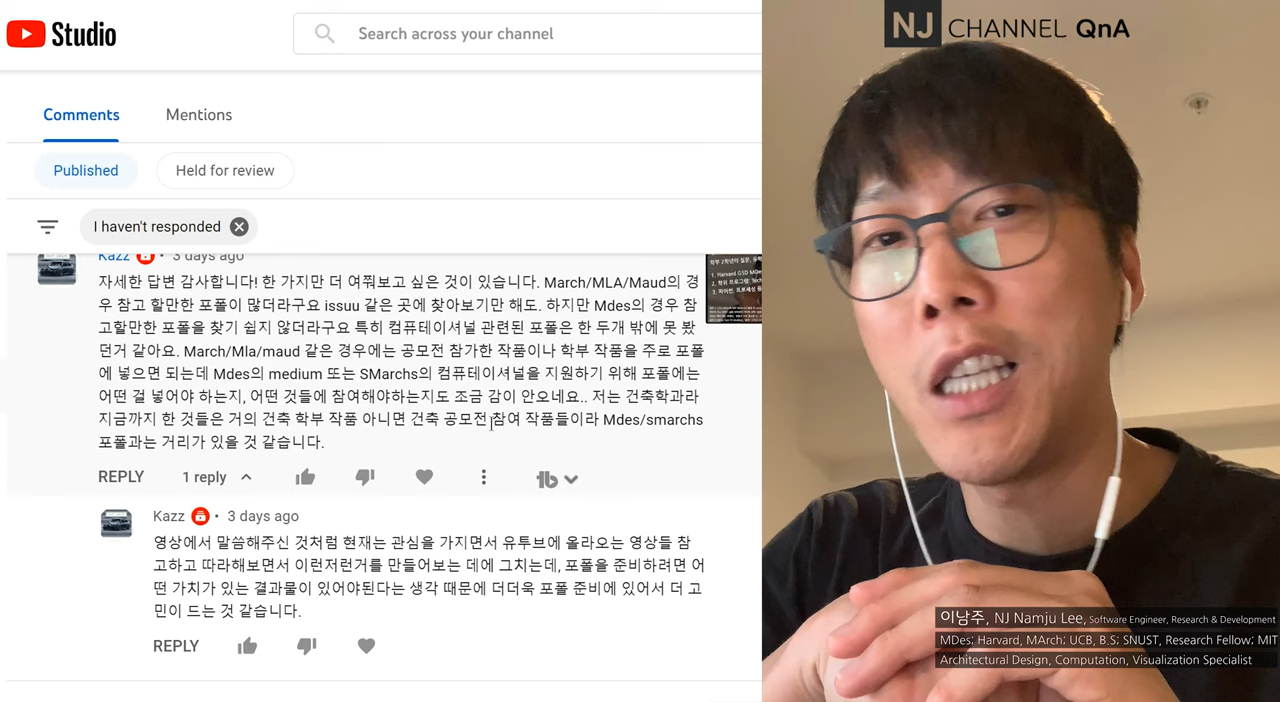 Studio
Search across your channel
NJ CHANNEL QnA
Comments
Mentions
Published
Held for review
I haven't responded
Kazz • 3 days ago
자세한 답변 감사합니다! 한 가지만 더 여쭤보고 싶은 것이 있습니다. March/MLA/Maud의 경
우 참고 할만한 포폴이 많더라구요 issuu 같은 곳에 찾아보기만 해도. 하지만 Mdes의 경우 참
고할만한 포폴을 찾기 쉽지 않더라구요 특히 컴퓨테이셔널 관련된 포폴은 한 두개 밖에 못 봤
던거 같아요. March/Mla/maud 같은 경우에는 공모전 참가한 작품이나 학부 작품을 주로 포폴
에 넣으면 되는데 Mdes의 medium 또는 SMarchs의 컴퓨테이셔널을 지원하기 위해 포폴에는
어떤 걸 넣어야 하는지, 어떤 것들에 참여해야하는지도 조금 감이 안오네요.. 저는 건축학과라
지금까지 한 것들은 거의 건축 학부 작품 아니면 건축 공모전 참여 작품들이라 Mdes/smarchs
포폴과는 거리가 있을 것 같습니다.
REPLY
1 reply
Kazz • 3 days ago
영상에서 말씀해주신 것처럼 현재는 관심을 가지면서 유투브에 올라오는 영상들 참
고하고 따라해보면서 이런저런거를 만들어보는 데에 그치는데, 포폴을 준비하려면 어
떤 가치가 있는 결과물이 있어야된다는 생각 때문에 더더욱 포폴 준비에 있어서 더 고
민이 드는 것 같습니다.
REPLY
이남주, NJ Namju Lee, Software Engineer, Research & Development
MDes; Harvard, MArch; UCB, B.S; SNUST, Research Fellow; MIT
Architectural Design, Computation, Visualization Specialist